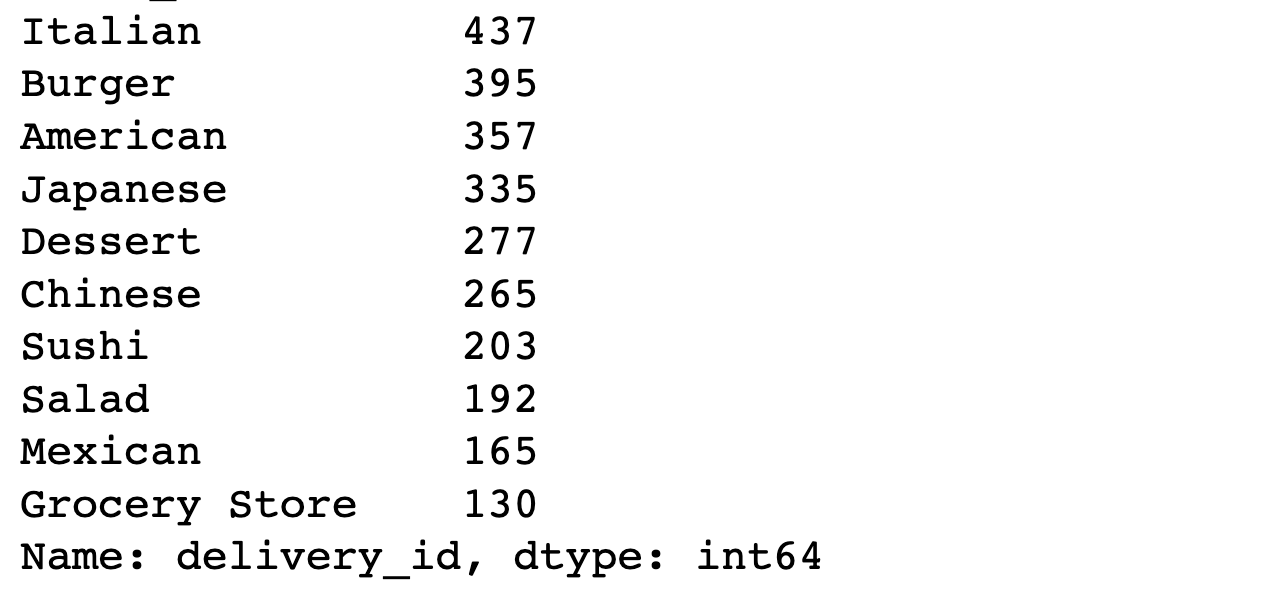 Italian 437
Burger 395
American 357
Japanese 335
Dessert 277
Chinese 265
Sushi 203
Salad 192
Mexican 165
Grocery Store 130
Name: delivery_id, dtype: int64